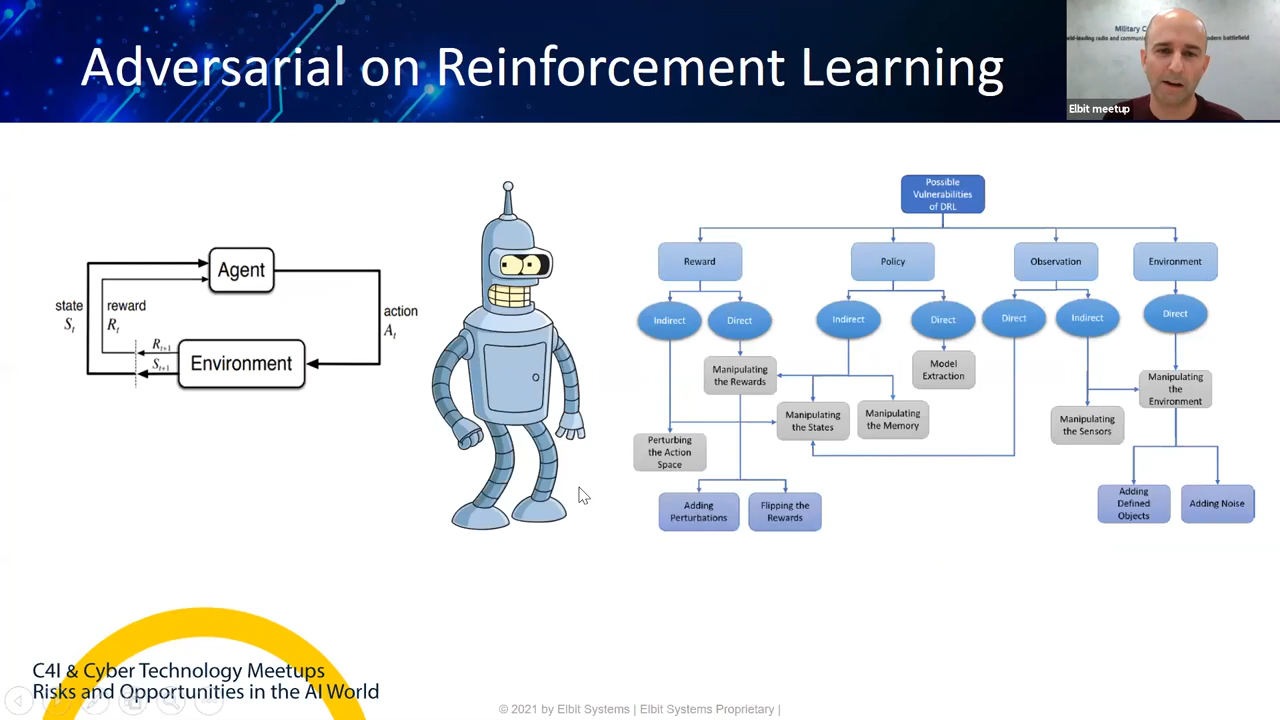 Adversarial on Reinforcement Learning
Military
modern battlefield
Elbit meetup
Agent
state
S_t
reward
R_t
action
A_t
R_t+1
S_t+1
Environment
Possible
Vulnerabilities
of DRL
Reward
Policy
Observation
Environment
Indirect
Direct
Indirect
Direct
Direct
Indirect
Direct
Manipulating
the Rewards
Model
Extraction
Manipulating
the
Environment
Manipulating
the States
Manipulating
the Memory
Manipulating
the Sensors
Perturbing
the Action
Space
Adding
Perturbations
Flipping the
Rewards
Adding
Defined
Objects
Adding Noise
C4I & Cyber Technology Meetups
Risks and Opportunities in the AI World
© 2021 by Elbit Systems | Elbit Systems Proprietary |